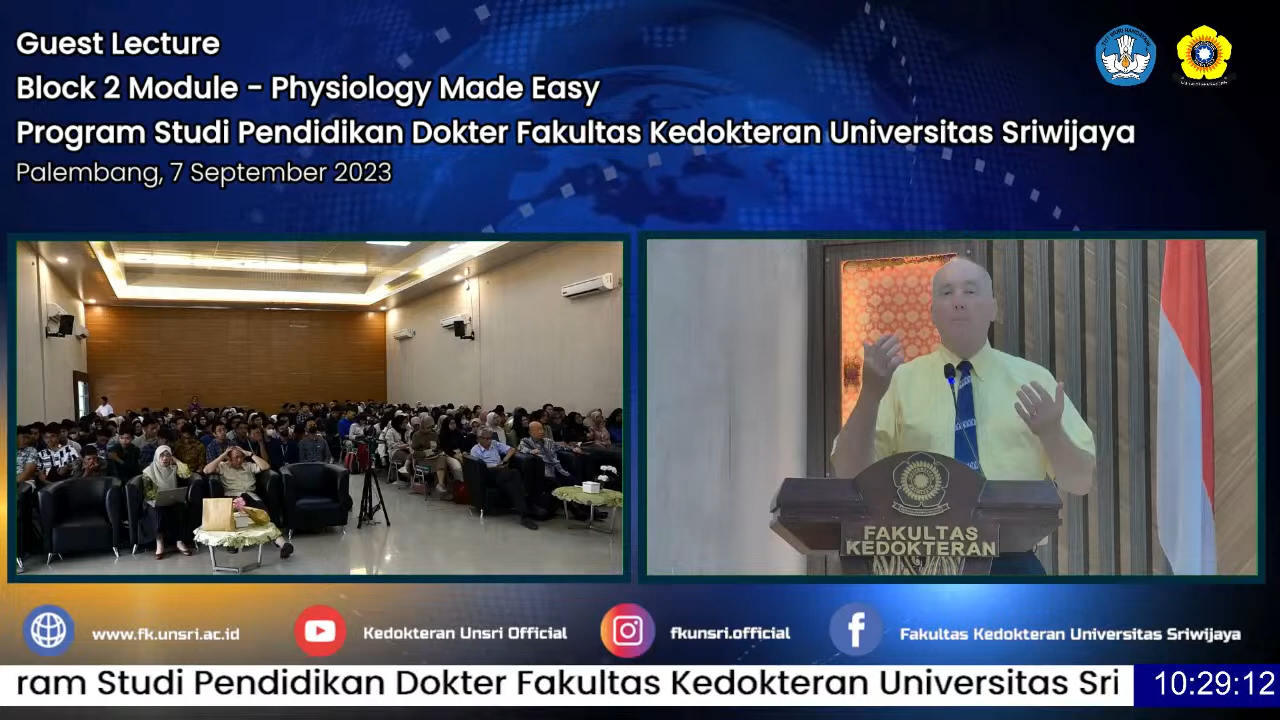 Guest Lecture
Block 2 Module - Physiology Made Easy
Program Studi Pendidikan Dokter Fakultas Kedokteran Universitas Sriwijaya
Palembang, 7 September 2023
FAKULTAS
KEDOKTERAN
www.fk.unsri.ac.id
Kedokteran Unsri Official
fkunsri.official
Fakultas Kedokteran Universitas Sriwijaya
ram Studi Pendidikan Dokter Fakultas Kedokteran Universitas Sri
10:29:12